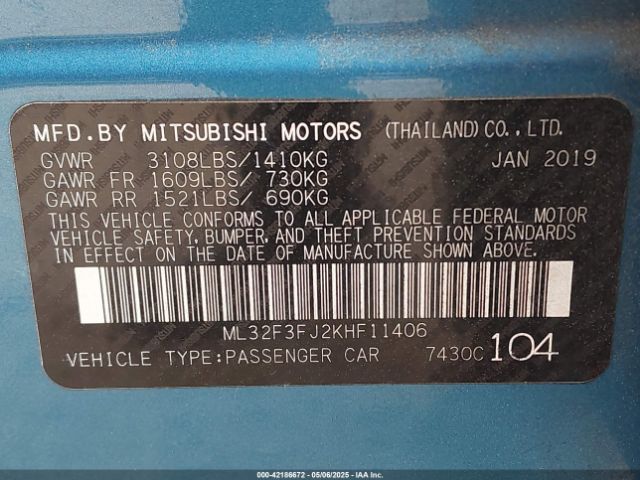 MFD.BY MITSUBISHI MOTORS (THAILAND)CO.,LTD.
GVWR 3108LBS/1410KG JAN 2019
GAWR FR 1609LBS/ 730KG
GAWR RR 1521LBS/ 690KG
THIS VEHICLE CONFORMS TO ALL APPLICABLE FEDERAL MOTOR
VEHICLE SAFETY, BUMPER, AND THEFT PREVENTION STANDARDS
IN EFFECT ON THE DATE OF MANUFACTURE SHOWN ABOVE.
ML32F3FJ2KHF11406
VEHICLE TYPE:PASSENGER CAR 7430C 104
000-42186672 - 05/06/2025 - IAAI.com